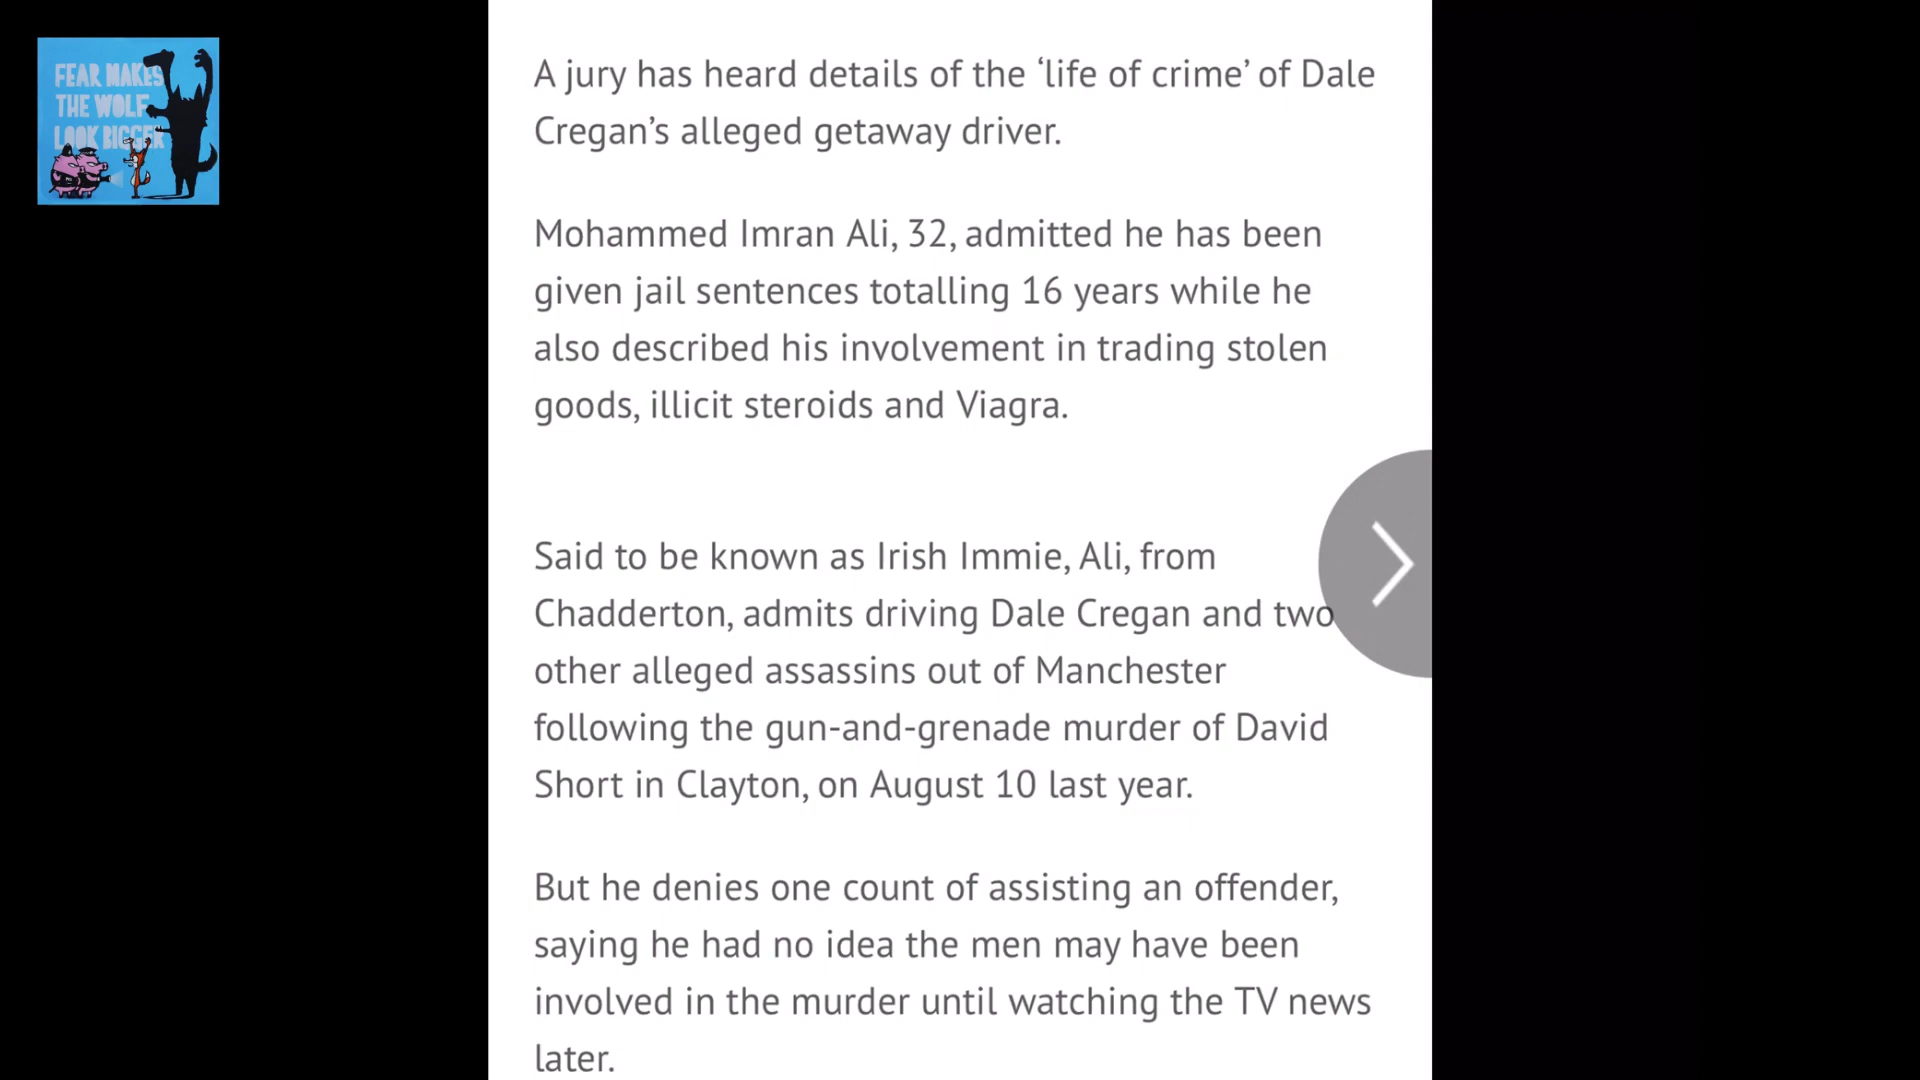 FEAR MAKES
THE WOLF
LOOK BIGGER
A jury has heard details of the ‘life of crime’ of Dale
Cregan’s alleged getaway driver.
Mohammed Imran Ali, 32, admitted he has been
given jail sentences totalling 16 years while he
also described his involvement in trading stolen
goods, illicit steroids and Viagra.
Said to be known as Irish Immie, Ali, from
Chadderton, admits driving Dale Cregan and two
other alleged assassins out of Manchester
following the gun-and-grenade murder of David
Short in Clayton, on August 10 last year.
But he denies one count of assisting an offender,
saying he had no idea the men may have been
involved in the murder until watching the TV news
later.